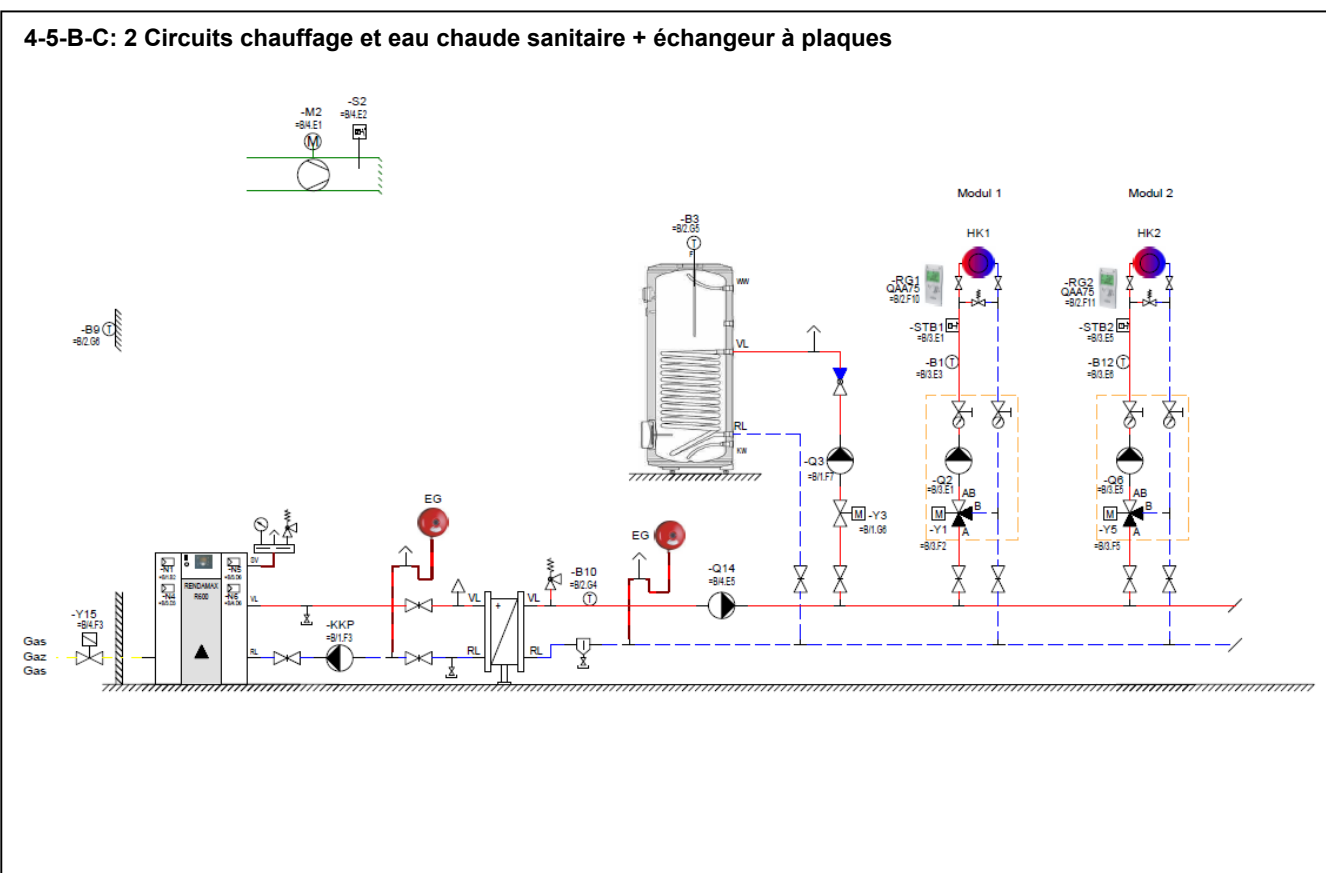 4-5-B-C: 2 Circuits chauffage et eau chaude sanitaire + échangeur à plaques
-M2
=B/4.E1
M
-S2
=B/4.E2
-B9 T
=B/2.G6
-B3
=B/2.G5
T
F
WW
VL
RL
KW
Modul 1
HK1
-RG1
QAA75
=B/2.F10
-STB1
=B/3.E1
-B1 T
=B/3.E3
-Q2
=B/3.E1
AB
M B
-Y1 A
=B/3.F2
Modul 2
HK2
-RG2
QAA75
=B/2.F11
-STB2
=B/3.E5
-B12 T
=B/3.E6
-Q6
=B/3.E5
AB
M B
-Y5 A
=B/3.F5
-Q3
=B/1.F7
M -Y3
=B/1.G6
EG
EG
-B10
=B/2.G4
T
-Q14
=B/4.E5
-Y15
=B/4.F3
Gas
Gaz
Gas
-N1
-N5
RENDAMAX
R600
-N4
-N6
SV
VL
RL
-KKP
=B/1.F3
VL VL
+
RL RL